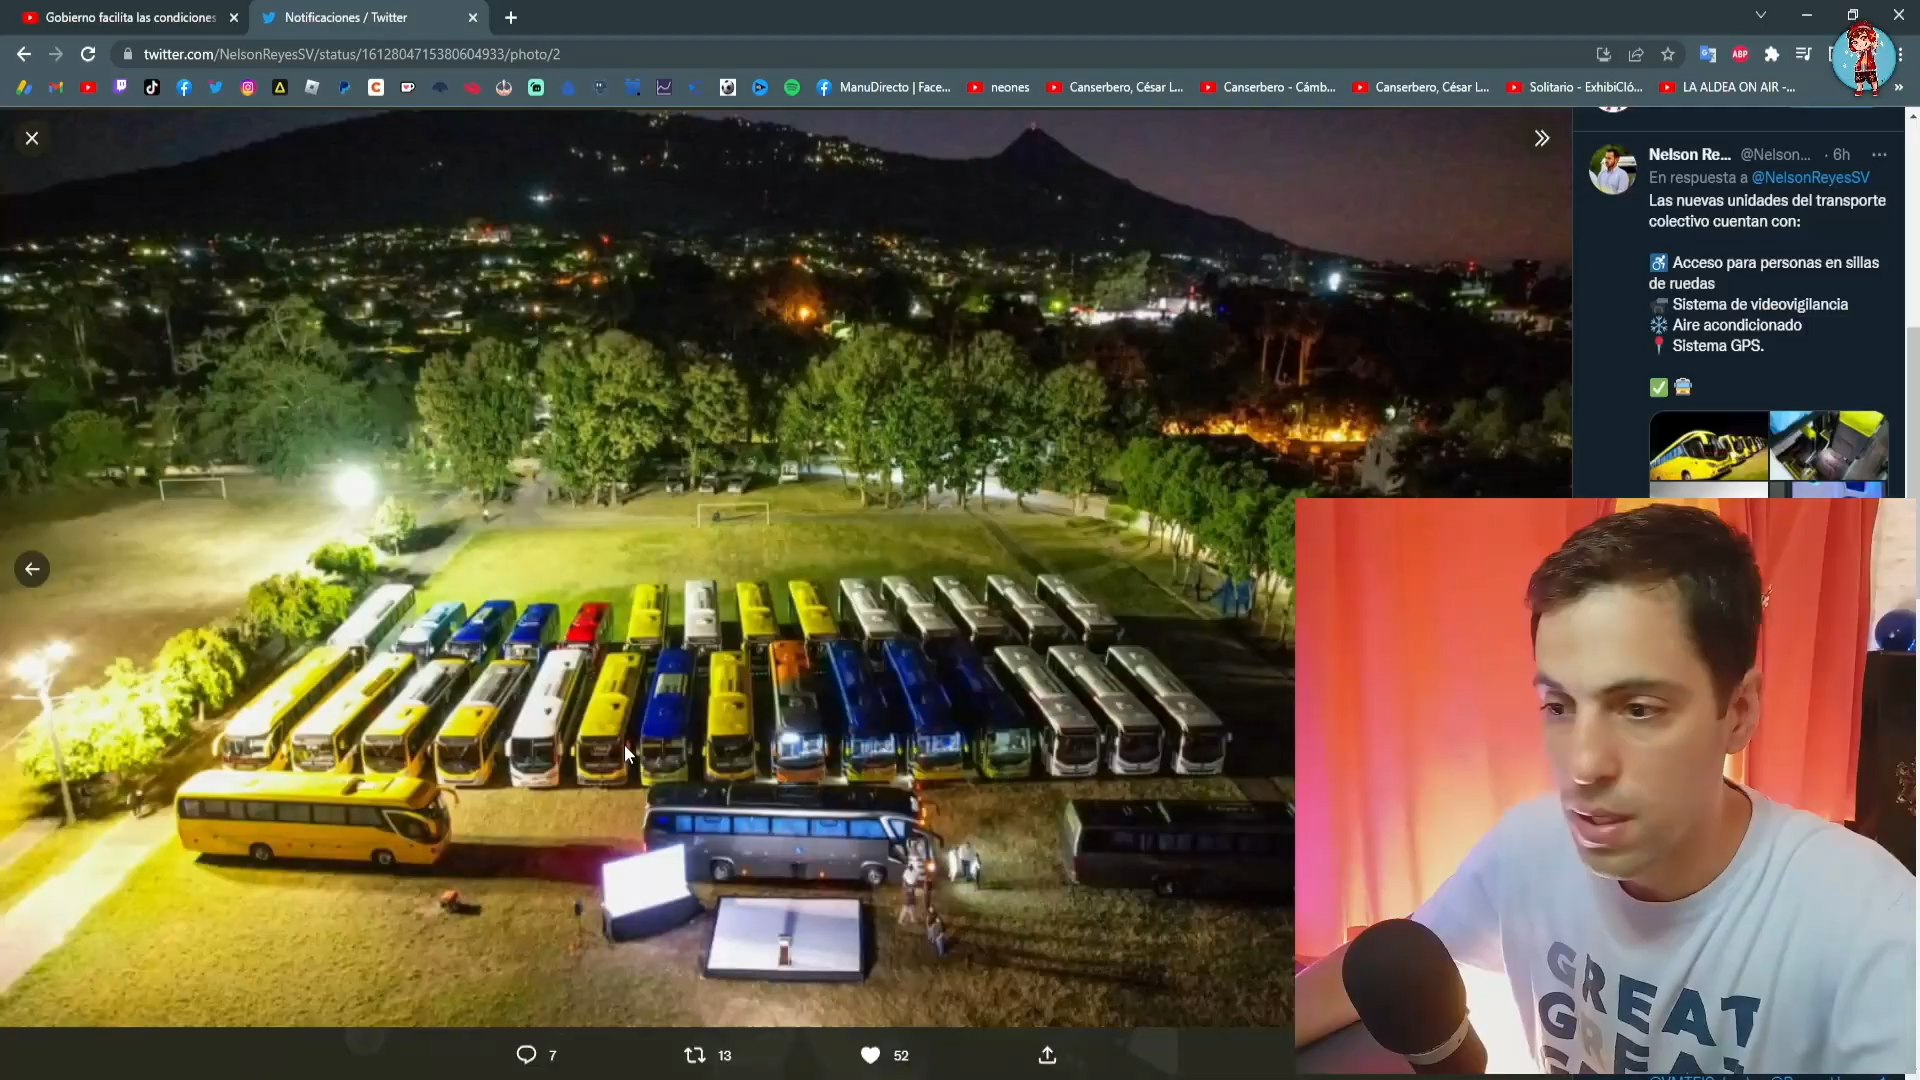 Gobierno facilita las condiciones
Notificaciones / Twitter
twitter.com/NelsonReyesSV/status/1612804715380604933/photo/2
ABP
ManuDirecto | Face...
neones
Canserbero, César L...
Canserbero - Cámb...
Canserbero, César L...
Solitario - ExhibiCló...
LA ALDEA ON AIR -...
Nelson Re... @Nelson... · 6h
En respuesta a @NelsonReyesSV
Las nuevas unidades del transporte
colectivo cuentan con:
Acceso para personas en sillas
de ruedas
Sistema de videovigilancia
Aire acondicionado
Sistema GPS.
7
13
52
GREAT